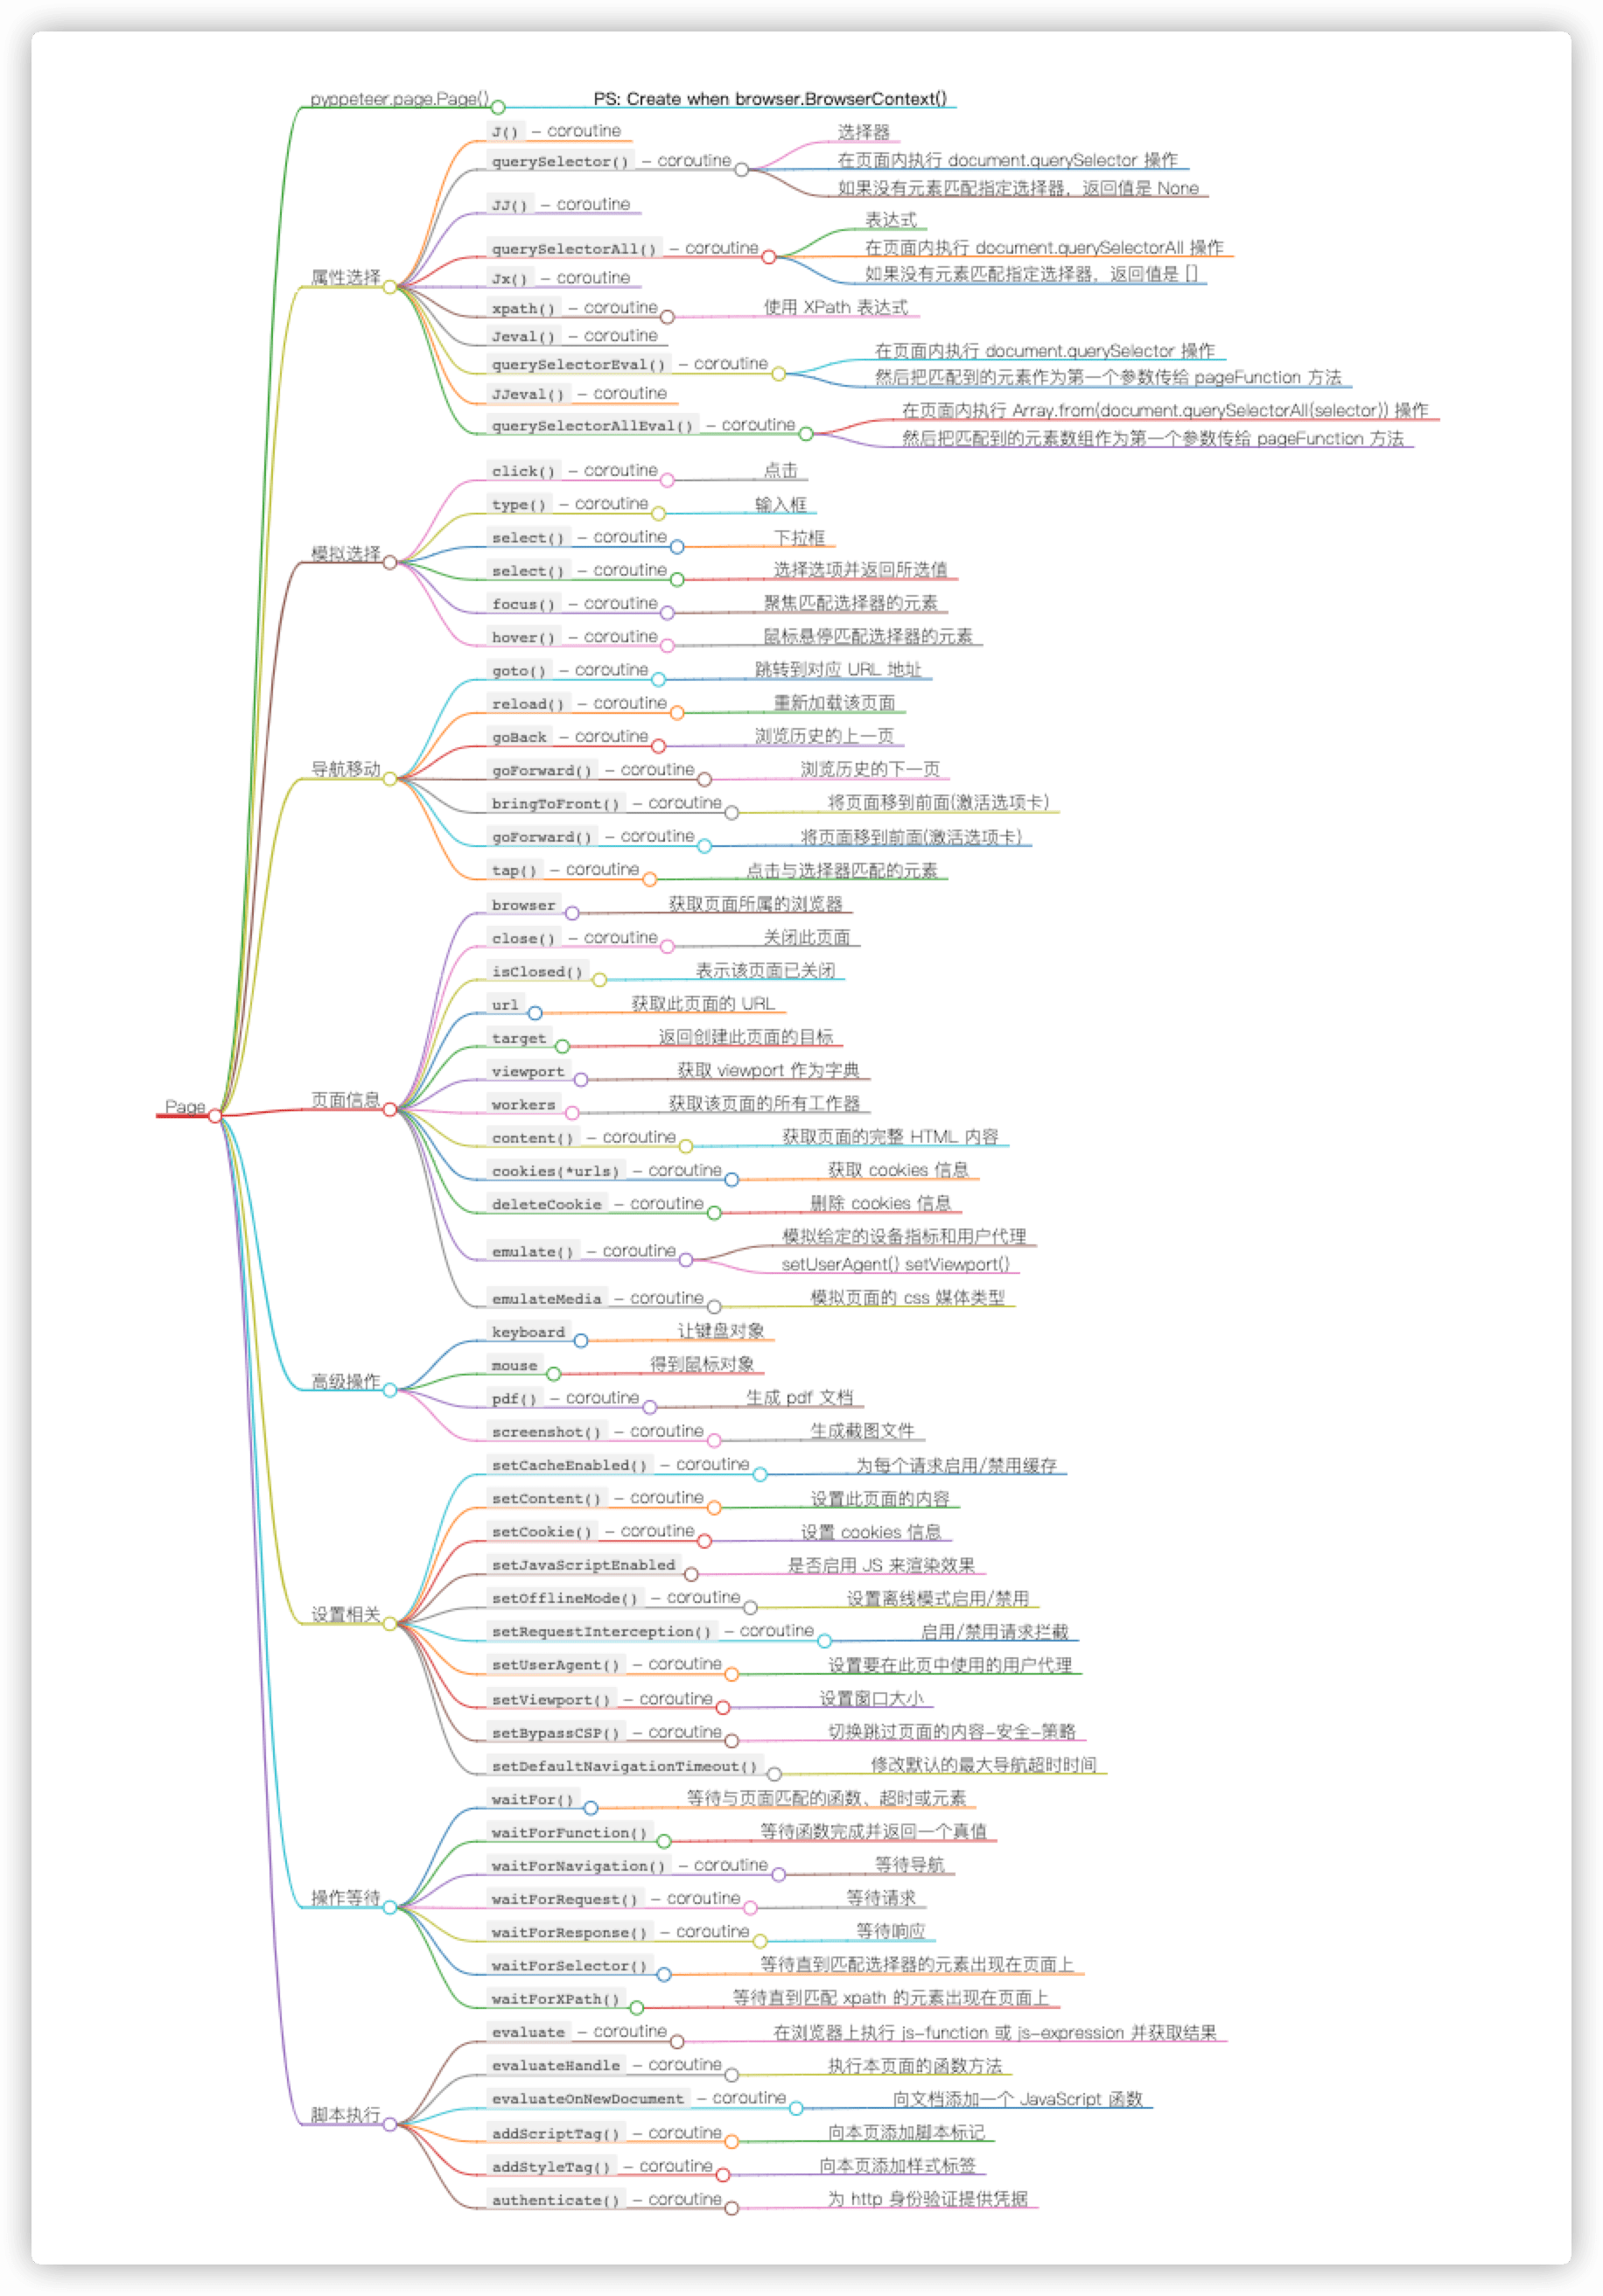 pyppeteer.page.Page() PS: Create when browser.BrowserContext()
J() – coroutine 选择器
querySelector() – coroutine 在页面内执行 document.querySelector 操作
如果没有元素匹配指定选择器，返回值是 None
JJ() – coroutine
表达式
querySelectorAll() – coroutine 在页面内执行 document.querySelectorAll 操作
如果没有元素匹配指定选择器，返回值是 []
属性选择 Jx() – coroutine
xpath() – coroutine 使用 XPath 表达式
Jeval() – coroutine
在页面内执行 document.querySelector 操作
querySelectorEval() – coroutine
然后把匹配到的元素作为第一个参数传给 pageFunction 方法
JJeval() – coroutine
在页面内执行 Array.from(document.querySelectorAll(selector)) 操作
querySelectorAllEval() – coroutine
然后把匹配到的元素数组作为第一个参数传给 pageFunction 方法
click() – coroutine 点击
type() – coroutine 输入框
select() – coroutine 下拉框
模拟选择
select() – coroutine 选择选项并返回所选值
focus() – coroutine 聚焦匹配选择器的元素
hover() – coroutine 鼠标悬停匹配选择器的元素
goto() – coroutine 跳转到对应 URL 地址
reload() – coroutine 重新加载该页面
goBack – coroutine 浏览历史的上一页
导航移动 goForward() – coroutine 浏览历史的下一页
bringToFront() – coroutine 将页面移到前面(激活选项卡)
goForward() – coroutine 将页面移到前面(激活选项卡)
tap() – coroutine 点击与选择器匹配的元素
browser 获取页面所属的浏览器
close() – coroutine 关闭此页面
isClosed() 表示该页面已关闭
url 获取此页面的 URL
target 返回创建此页面的目标
viewport 获取 viewport 作为字典
Page 页面信息 workers 获取该页面的所有工作器
content() – coroutine 获取页面的完整 HTML 内容
cookies(*urls) – coroutine 获取 cookies 信息
deleteCookie – coroutine 删除 cookies 信息
模拟给定的设备指标和用户代理
emulate() – coroutine
setUserAgent() setViewport()
emulateMedia – coroutine 模拟页面的 css 媒体类型
keyboard 让键盘对象
mouse 得到鼠标对象
高级操作
pdf() – coroutine 生成 pdf 文档
screenshot() – coroutine 生成截图文件
setCacheEnabled() – coroutine 为每个请求启用/禁用缓存
setContent() – coroutine 设置此页面的内容
setCookie() – coroutine 设置 cookies 信息
setJavaScriptEnabled 是否启用 JS 来渲染效果
setOfflineMode() – coroutine 设置离线模式启用/禁用
设置相关
setRequestInterception() – coroutine 启用/禁用请求拦截
setUserAgent() – coroutine 设置要在此页中使用的用户代理
setViewport() – coroutine 设置窗口大小
setBypassCSP() – coroutine 切换跳过页面的内容–安全–策略
setDefaultNavigationTimeout() 修改默认的最大导航超时时间
waitFor() 等待与页面匹配的函数、超时或元素
waitForFunction() 等待函数完成并返回一个真值
waitForNavigation() – coroutine 等待导航
操作等待 waitForRequest() – coroutine 等待请求
waitForResponse() – coroutine 等待响应
waitForSelector() 等待直到匹配选择器的元素出现在页面上
waitForXPath() 等待直到匹配 xpath 的元素出现在页面上
evaluate – coroutine 在浏览器上执行 js-function 或 js-expression 并获取结果
evaluateHandle – coroutine 执行本页面的函数方法
evaluateOnNewDocument – coroutine 向文档添加一个 JavaScript 函数
脚本执行
addScriptTag() – coroutine 向本页添加脚本标记
addStyleTag() – coroutine 向本页添加样式标签
authenticate() – coroutine 为 http 身份验证提供凭据